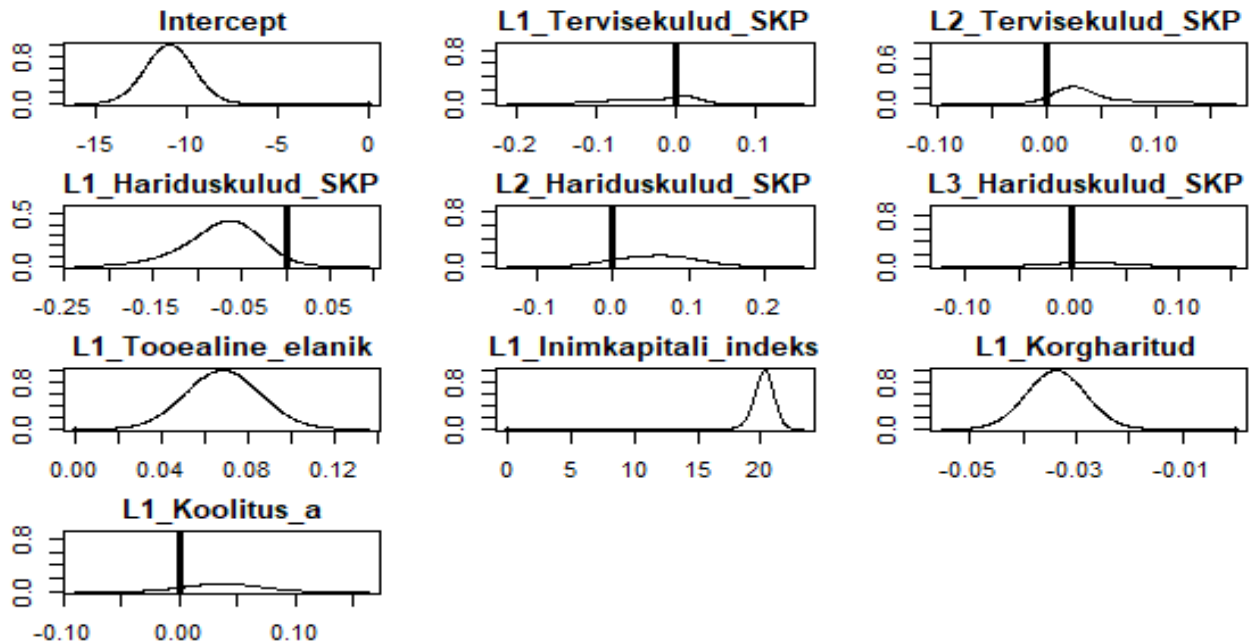 Intercept
0.0 0.8
-15 -10 -5 0
L1_Tervisekulud_SKP
0.0 0.8
-0.2 -0.1 0.0 0.1
L2_Tervisekulud_SKP
0.0 0.6
-0.10 0.00 0.10
L1_Hariduskulud_SKP
0.0 0.5
-0.25 -0.15 -0.05 0.05
L2_Hariduskulud_SKP
0.0 0.8
-0.1 0.0 0.1 0.2
L3_Hariduskulud_SKP
0.0 0.8
-0.10 0.00 0.10
L1_Tooealine_elanik
0.0 0.8
0.00 0.04 0.08 0.12
L1_Inimkapitali_indeks
0.0 0.8
0 5 10 15 20
L1_Korgharitud
0.0 0.8
-0.05 -0.03 -0.01
L1_Koolitus_a
0.0 0.8
-0.10 0.00 0.10